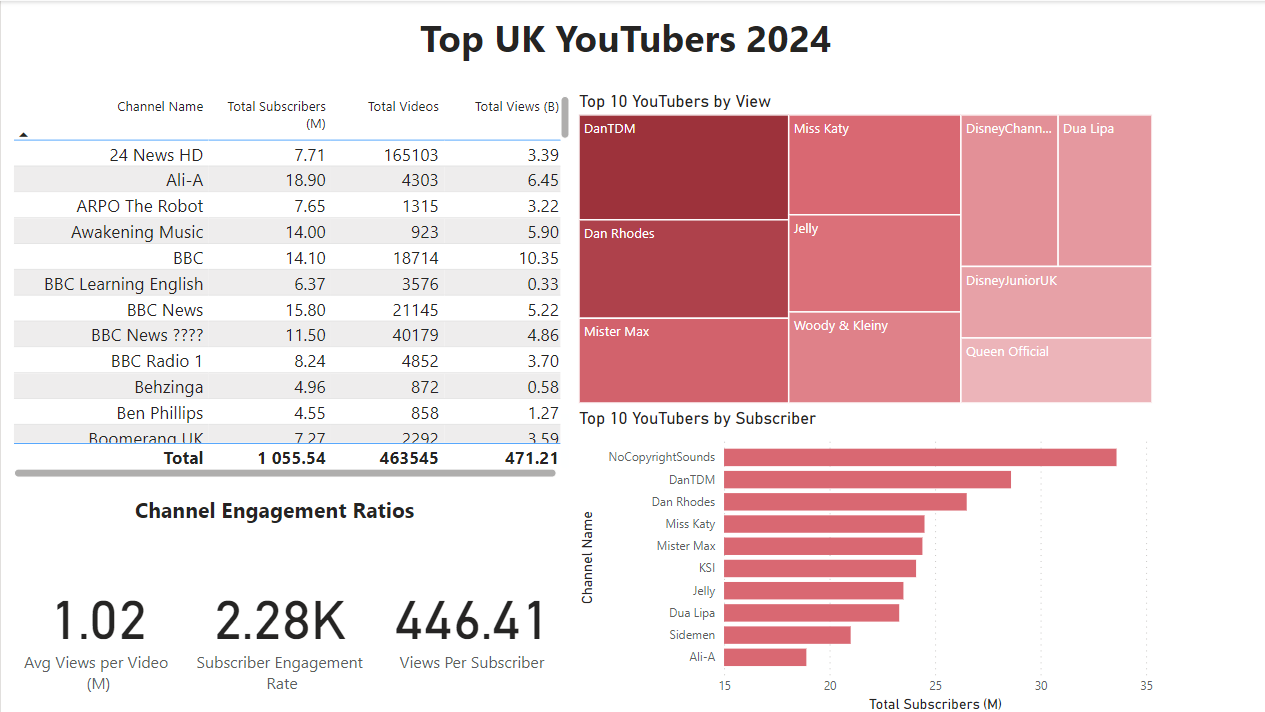 Top UK YouTubers 2024
Channel Name Total Subscribers (M) Total Videos Total Views (B)
24 News HD 7.71 165103 3.39
Ali-A 18.90 4303 6.45
ARPO The Robot 7.65 1315 3.22
Awakening Music 14.00 923 5.90
BBC 14.10 18714 10.35
BBC Learning English 6.37 3576 0.33
BBC News 15.80 21145 5.22
BBC News ???? 11.50 40179 4.86
BBC Radio 1 8.24 4852 3.70
Behzinga 4.96 872 0.58
Ben Phillips 4.55 858 1.27
Boomerang UK 7.27 2292 3.59
Total 1 055.54 463545 471.21
Channel Engagement Ratios
1.02
Avg Views per Video
(M)
2.28K
Subscriber Engagement
Rate
446.41
Views Per Subscriber
Top 10 YouTubers by View
DanTDM
Dan Rhodes
Mister Max
Miss Katy
Jelly
Woody & Kleiny
DisneyChann...
Dua Lipa
DisneyJuniorUK
Queen Official
Top 10 YouTubers by Subscriber
Channel Name
NoCopyrightSounds
DanTDM
Dan Rhodes
Miss Katy
Mister Max
KSI
Jelly
Dua Lipa
Sidemen
Ali-A
15 20 25 30 35
Total Subscribers (M)